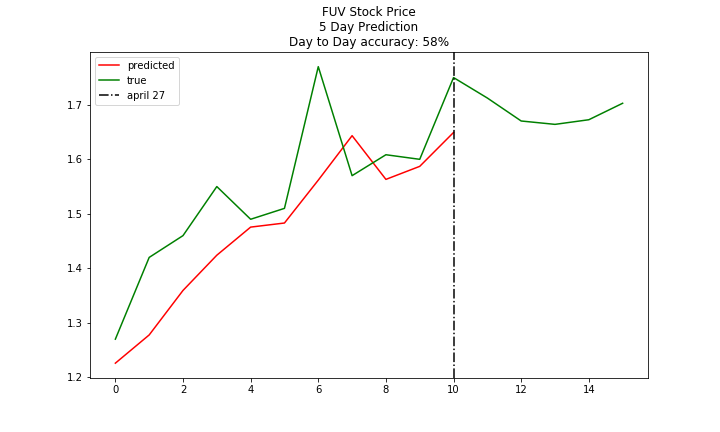 FUV Stock Price
5 Day Prediction
Day to Day accuracy: 58%
predicted
true
april 27
1.7
1.6
1.5
1.4
1.3
1.2
0 2 4 6 8 10 12 14